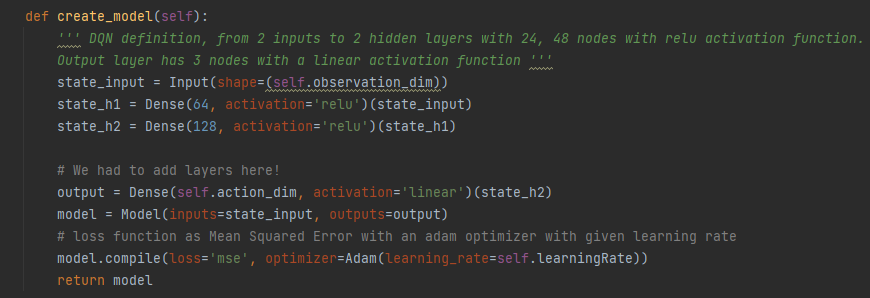 def create_model(self):
    ''' DQN definition, from 2 inputs to 2 hidden layers with 24, 48 nodes with relu activation function.
    Output layer has 3 nodes with a linear activation function '''
    state_input = Input(shape=(self.observation_dim))
    state_h1 = Dense(64, activation='relu')(state_input)
    state_h2 = Dense(128, activation='relu')(state_h1)

    # We had to add layers here!
    output = Dense(self.action_dim, activation='linear')(state_h2)
    model = Model(inputs=state_input, outputs=output)
    # loss function as Mean Squared Error with an adam optimizer with given learning rate
    model.compile(loss='mse', optimizer=Adam(learning_rate=self.learningRate))
    return model